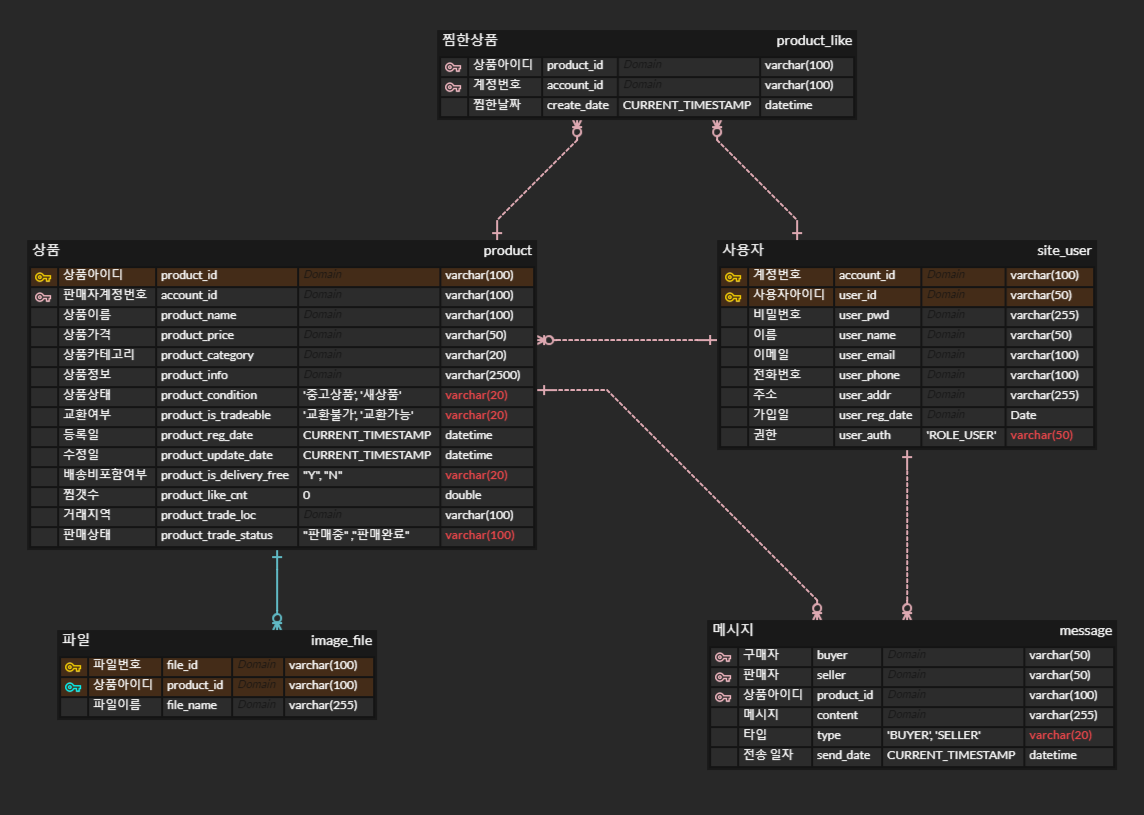 찜한상품 product_like
상품아이디 product_id Domain varchar(100)
계정번호 account_id Domain varchar(100)
찜한날짜 create_date CURRENT_TIMESTAMP datetime
상품 product
상품아이디 product_id Domain varchar(100)
판매자계정번호 account_id Domain varchar(100)
상품이름 product_name Domain varchar(100)
상품가격 product_price Domain varchar(50)
상품카테고리 product_category Domain varchar(20)
상품정보 product_info Domain varchar(2500)
상품상태 product_condition '중고상품', '새상품' varchar(20)
교환여부 product_is_tradeable '교환불가', '교환가능' varchar(20)
등록일 product_reg_date CURRENT_TIMESTAMP datetime
수정일 product_update_date CURRENT_TIMESTAMP datetime
배송비포함여부 product_is_delivery_free "Y", "N" varchar(20)
찜갯수 product_like_cnt 0 double
거래지역 product_trade_loc Domain varchar(100)
판매상태 product_trade_status "판매중" ,"판매완료" varchar(100)
사용자 site_user
계정번호 account_id Domain varchar(100)
사용자아이디 user_id Domain varchar(50)
비밀번호 user_pwd Domain varchar(255)
이름 user_name Domain varchar(50)
이메일 user_email Domain varchar(100)
전화번호 user_phone Domain varchar(100)
주소 user_addr Domain varchar(255)
가입일 user_reg_date Domain Date
권한 user_auth 'ROLE_USER' varchar(50)
파일 image_file
파일번호 file_id Domain varchar(100)
상품아이디 product_id Domain varchar(100)
파일이름 file_name Domain varchar(255)
메시지 message
구매자 buyer Domain varchar(50)
판매자 seller Domain varchar(50)
상품아이디 product_id Domain varchar(100)
메시지 content Domain varchar(255)
타입 type 'BUYER', 'SELLER' varchar(20)
전송 일자 send_date CURRENT_TIMESTAMP datetime